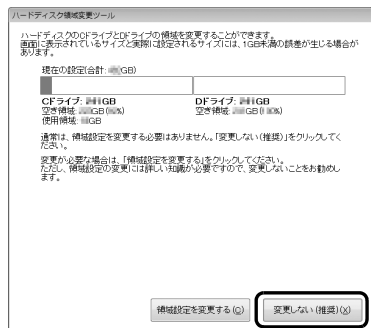 ハードディスク領域変更ツール
ハードディスクのCドライブとDドライブの領域を変更することができます。
画面に表示されているサイズと実際に設定されるサイズには、1GB未満の誤差が生じる場合が
あります。
現在の設定(合計: GB)
Cドライブ: GB
空き領域: GB( %)
使用領域: GB
Dドライブ: GB
空き領域: GB( %)
通常は、領域設定を変更する必要はありません。「変更しない(推奨)」をクリックしてく
ださい。
変更が必要な場合は、「領域設定を変更する」をクリックしてください。
ただし、領域設定の変更には詳しい知識が必要ですので、変更しないことをお勧めし
ます。
領域設定を変更する(C)
変更しない(推奨)(X)